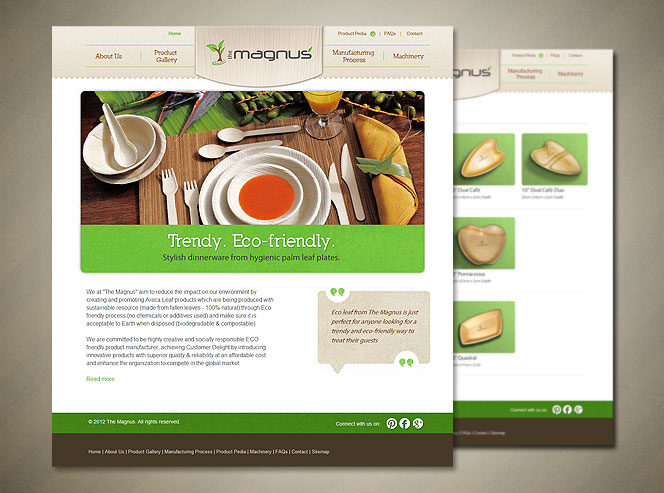 Home
Product Pedia | FAQs | Contact
About Us
Product
Gallery
The magnus
Manufacturing
Process
Machinery
Trendy. Eco-friendly.
Stylish dinnerware from hygienic palm leaf plates.
We at "The Magnus" aim to reduce the impact on our environment by
creating and promoting Areca Leaf products which are being produced with
sustainable resource (made from fallen leaves - 100% natural) through Eco
friendly process (no chemicals or additives used) and make sure it is
acceptable to Earth when disposed (biodegradable & compostable)
We are committed to be highly creative and socially responsible ECO
friendly product manufacturer, achieving Customer Delight by introducing
innovative products with superior quality & reliability at an affordable cost
and enhance the organization to compete in the global market
Read more
Eco leaf from The Magnus is just
perfect for anyone looking for a
trendy and eco-friendly way to
treat their guests
© 2012 The Magnus. All rights reserved.
Connect with us on:
Home | About Us | Product Gallery | Manufacturing Process | Product Pedia | Machinery | FAQs | Contact | Sitemap
Product Pedia | FAQs | Contact
gnus
Manufacturing
Process
Machinery
Oval Café
10" Oval Café Duo
Pomaceous
Quadrat
Connect with us on:
FAQs | Contact | Sitemap